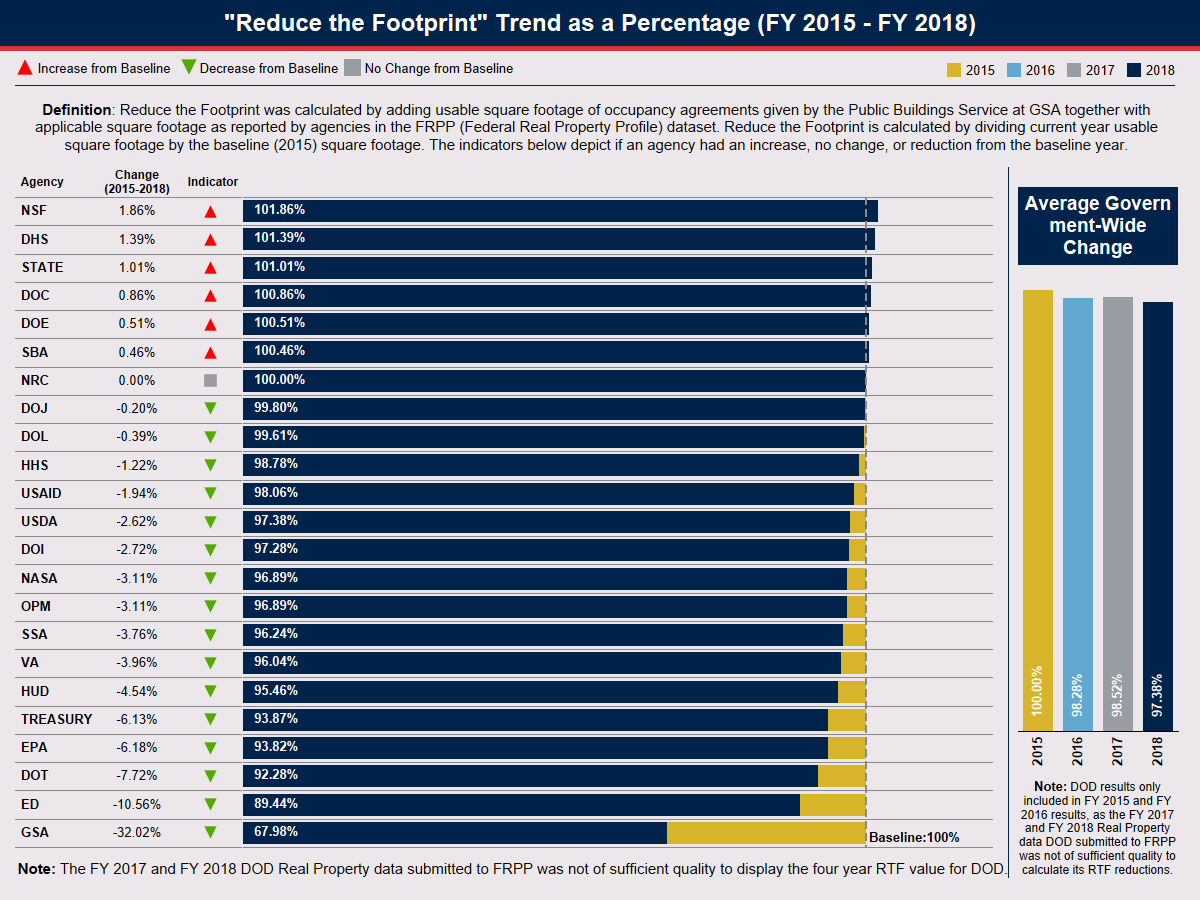 "Reduce the Footprint" Trend as a Percentage (FY 2015 - FY 2018)
Increase from Baseline Decrease from Baseline No Change from Baseline
2015 2016 2017 2018
Definition: Reduce the Footprint was calculated by adding usable square footage of occupancy agreements given by the Public Buildings Service at GSA together with
applicable square footage as reported by agencies in the FRPP (Federal Real Property Profile) dataset. Reduce the Footprint is calculated by dividing current year usable
square footage by the baseline (2015) square footage. The indicators below depict if an agency had an increase, no change, or reduction from the baseline year.
Agency Change (2015-2018) Indicator
NSF 1.86% 101.86%
DHS 1.39% 101.39%
STATE 1.01% 101.01%
DOC 0.86% 100.86%
DOE 0.51% 100.51%
SBA 0.46% 100.46%
NRC 0.00% 100.00%
DOJ -0.20% 99.80%
DOL -0.39% 99.61%
HHS -1.22% 98.78%
USAID -1.94% 98.06%
USDA -2.62% 97.38%
DOI -2.72% 97.28%
NASA -3.11% 96.89%
OPM -3.11% 96.89%
SSA -3.76% 96.24%
VA -3.96% 96.04%
HUD -4.54% 95.46%
TREASURY -6.13% 93.87%
EPA -6.18% 93.82%
DOT -7.72% 92.28%
ED -10.56% 89.44%
GSA -32.02% 67.98%
Baseline:100%
Note: The FY 2017 and FY 2018 DOD Real Property data submitted to FRPP was not of sufficient quality to display the four year RTF value for DOD.
Average Govern
ment-Wide
Change
100.00% 98.28% 98.52% 97.38%
2015 2016 2017 2018
Note: DOD results only
included in FY 2015 and FY
2016 results, as the FY 2017
and FY 2018 Real Property
data DOD submitted to FRPP
was not of sufficient quality to
calculate its RTF reductions.